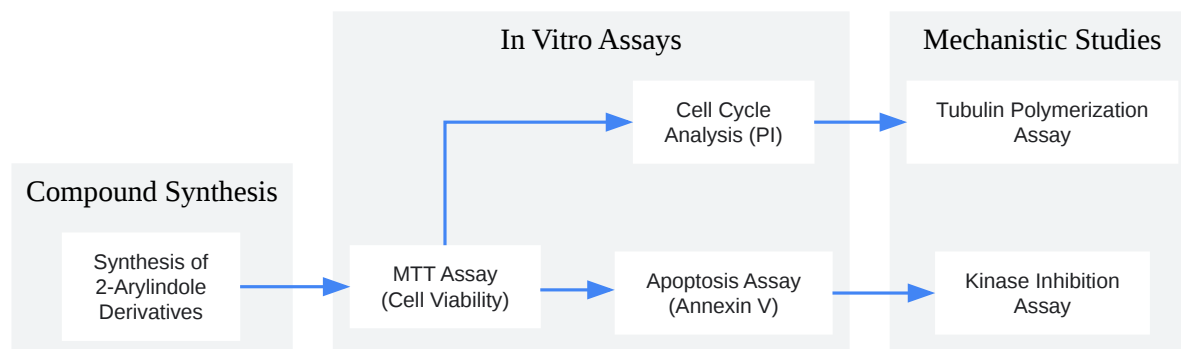 Compound Synthesis
Synthesis of
2-Arylindole
Derivatives
In Vitro Assays
MTT Assay
(Cell Viability)
Cell Cycle
Analysis (PI)
Apoptosis Assay
(Annexin V)
Mechanistic Studies
Tubulin Polymerization
Assay
Kinase Inhibition
Assay